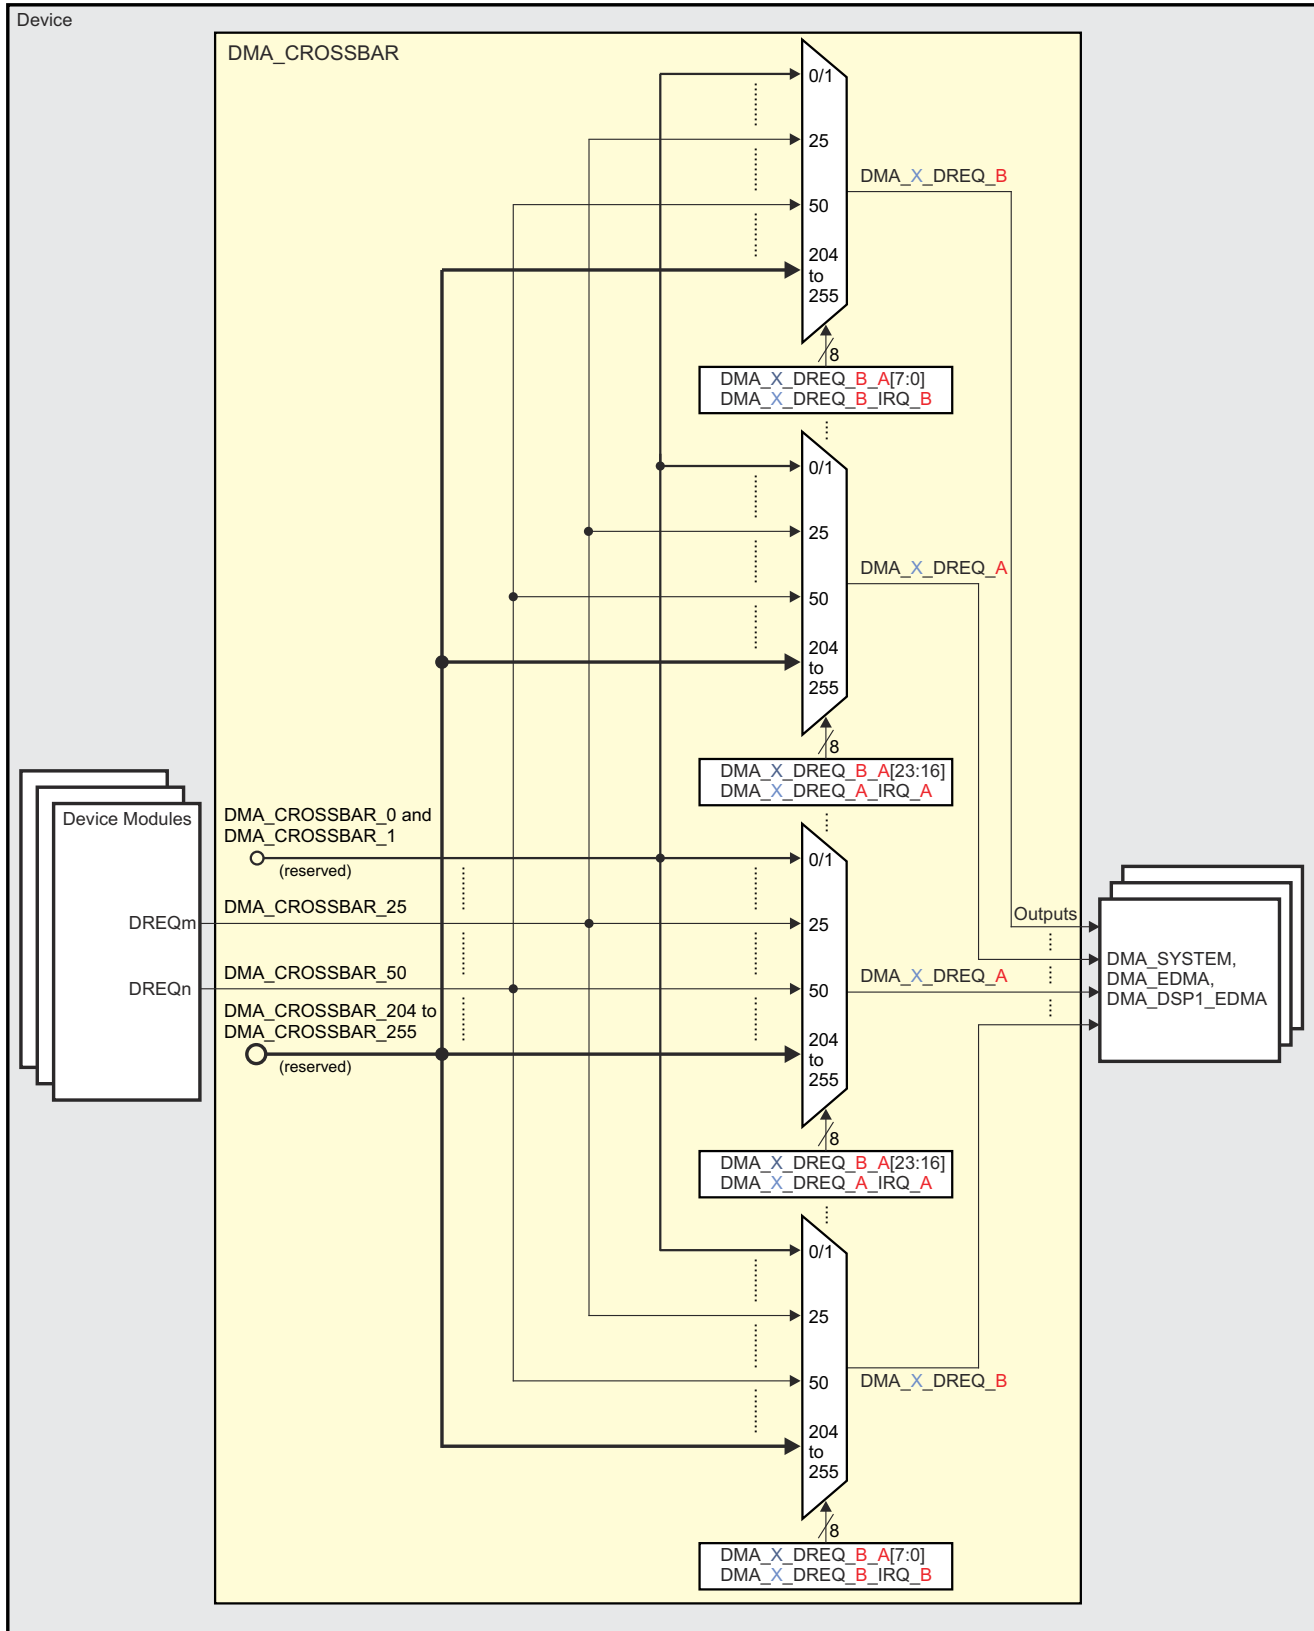 Device
DMA_CROSSBAR
0/1
25
DMA_X_DREQ_B
50
204
to
255
8
DMA_X_DREQ_B_A[7:0]
DMA_X_DREQ_B_IRQ_B
0/1
25
DMA_X_DREQ_A
50
204
to
255
8
DMA_X_DREQ_B_A[23:16]
DMA_X_DREQ_A_IRQ_A
Device Modules
DREQm
DREQn
DMA_CROSSBAR_0 and
DMA_CROSSBAR_1
(reserved)
DMA_CROSSBAR_25
DMA_CROSSBAR_50
DMA_CROSSBAR_204 to
DMA_CROSSBAR_255
(reserved)
0/1
25
50
DMA_X_DREQ_A
204
to
255
Outputs
DMA_SYSTEM,
DMA_EDMA,
DMA_DSP1_EDMA
8
DMA_X_DREQ_B_A[23:16]
DMA_X_DREQ_A_IRQ_A
0/1
25
50
DMA_X_DREQ_B
204
to
255
8
DMA_X_DREQ_B_A[7:0]
DMA_X_DREQ_B_IRQ_B